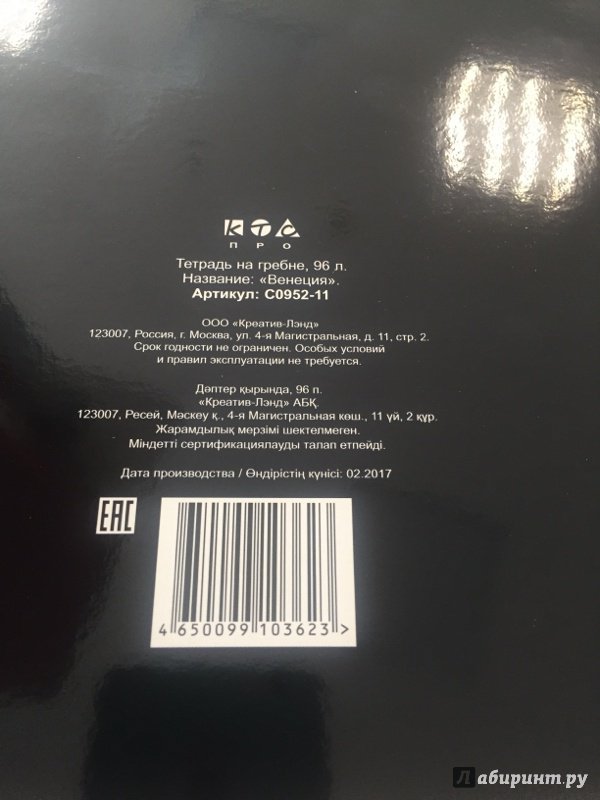 КТС
ПРО
Тетрадь на гребне, 96 л.
Название: «Венеция».
Артикул: С0952-11
ООО «Креатив-Лэнд»
123007, Россия, г. Москва, ул. 4-я Магистральная, д. 11, стр. 2.
Срок годности не ограничен. Особых условий
и правил эксплуатации не требуется.
Дәптер қырында, 96 п.
«Креатив-Лэнд» АБҚ.
123007, Ресей, Мәскеу қ., 4-я Магистральная көш., 11 үй, 2 құр.
Жарамдылық мерзімі шектелмеген.
Міндетті сертификациялауды талап етпейді.
Дата производства / Өндірістің күнісі: 02.2017
EAC
4 650099 103623 >
Лабиринт.ру